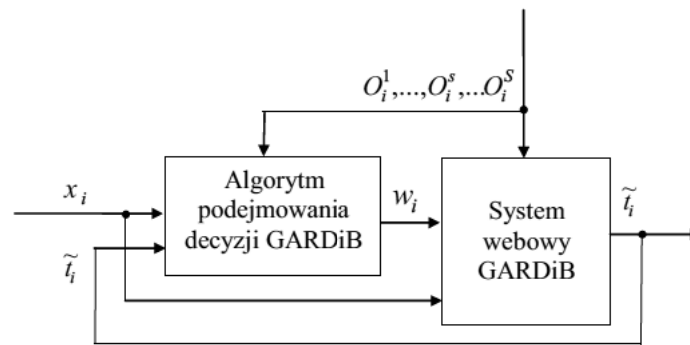 O_i^1,...,O_i^s,...O_i^S
x_i
Algorytm
podejmowania
decyzji GARDiB
w_i
System
webowy
GARDiB
t̃_i
t̃_i